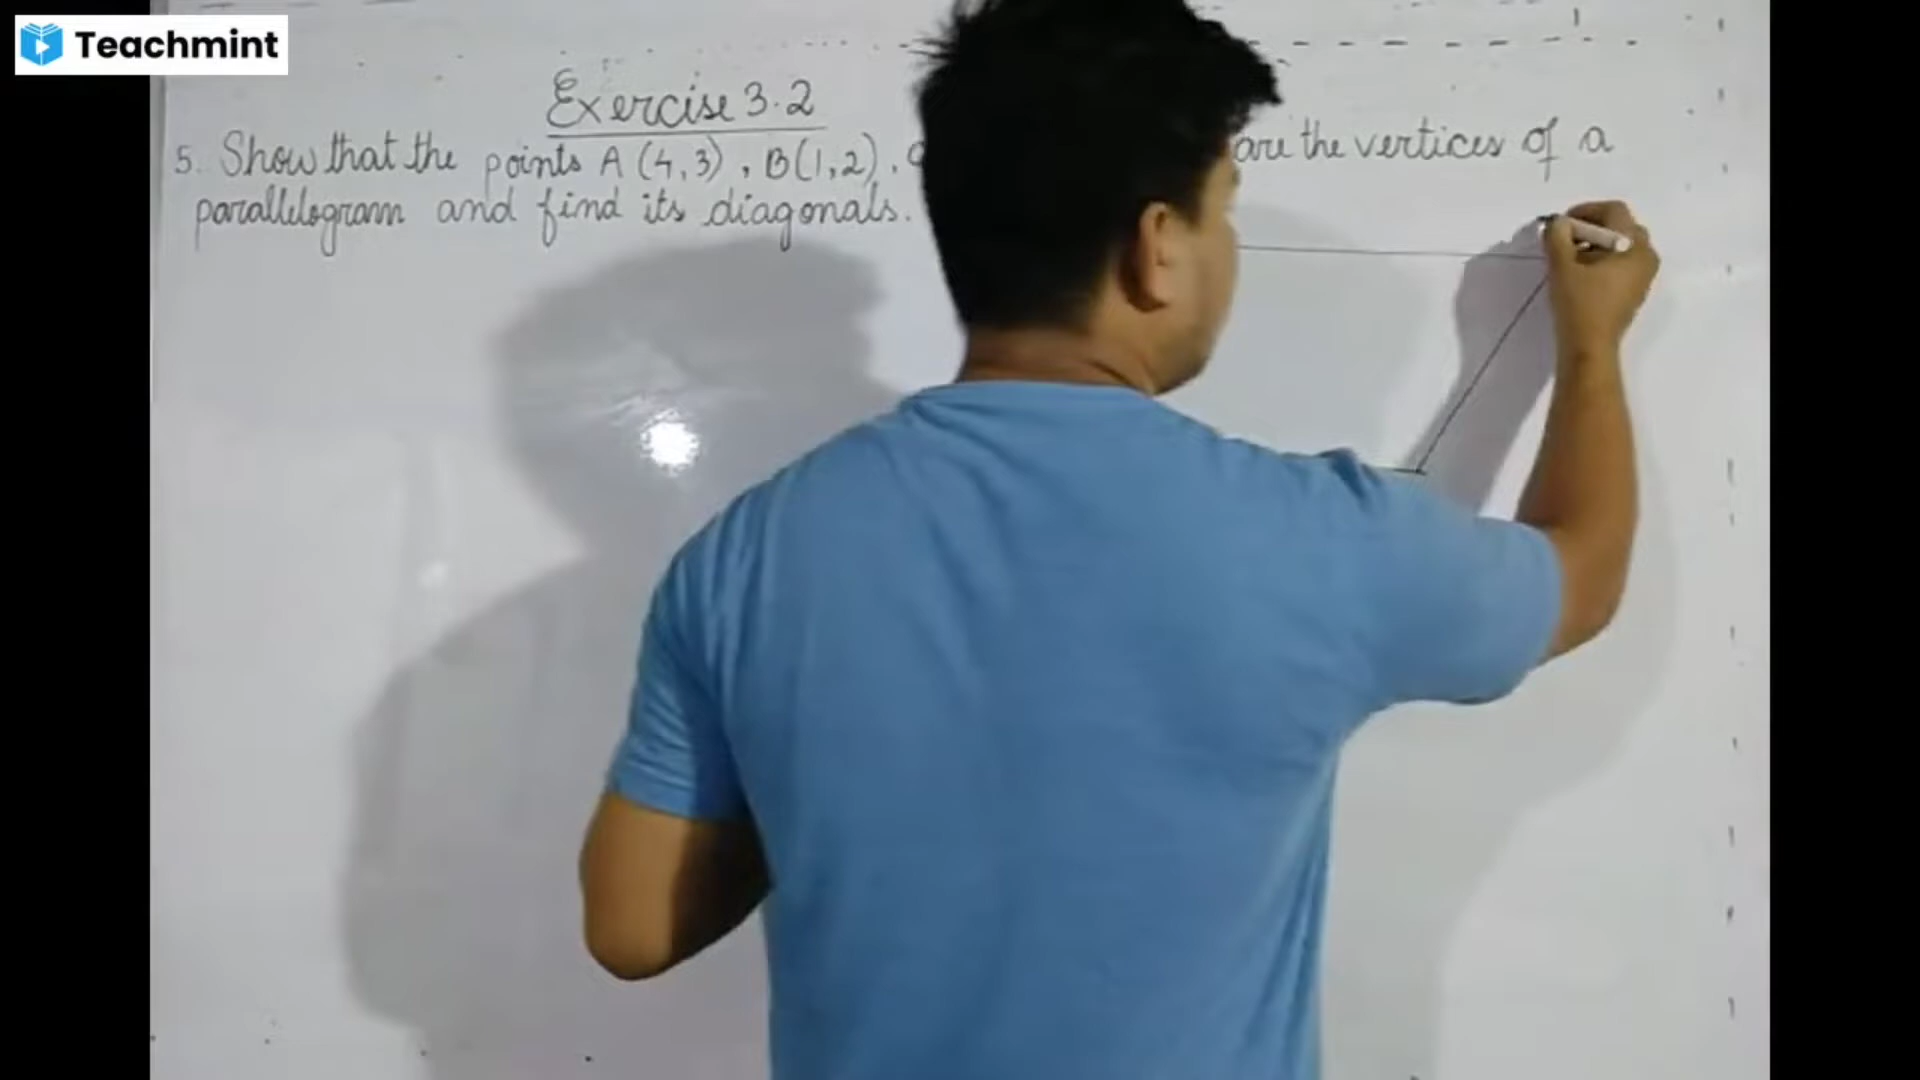 Teachmint
Exercise 3.2
5. Show that the points A (4,3), B(1,2), are the vertices of a
parallelogram and find its diagonals.